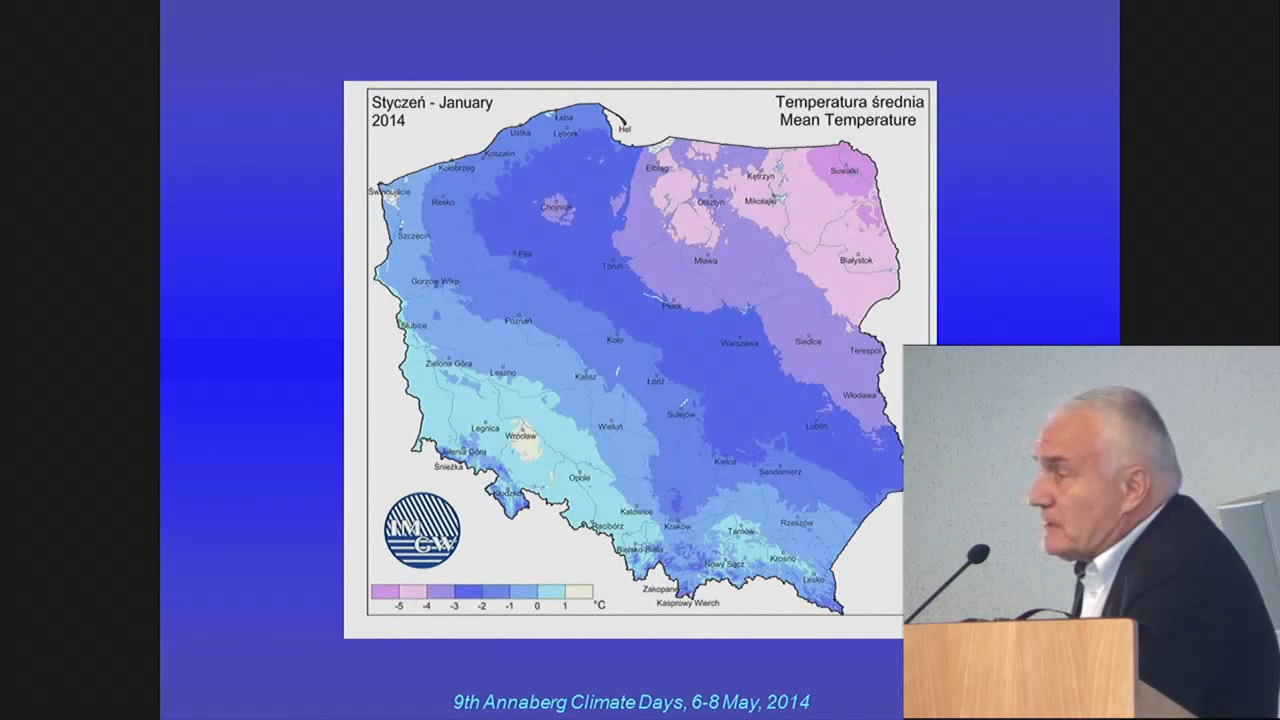 Styczeń - January
2014
Temperatura średnia
Mean Temperature
Łeba
Hel
Ustka
Lębork
Koszalin
Kołobrzeg
Elbląg
Kętrzyn
Suwałki
Świnoujście
Resko
Chojnice
Olsztyn
Mikołajki
Szczecin
Piła
Toruń
Mława
Białystok
Gorzów Wlkp.
Płock
Słubice
Poznań
Koło
Warszawa
Siedlce
Terespol
Zielona Góra
Leszno
Kalisz
Łódź
Włodawa
Sulejów
Legnica
Wrocław
Wieluń
Lublin
Jelenia Góra
Śnieżka
Kielce
Sandomierz
Opole
Kłodzko
Katowice
Racibórz
Kraków
Tarnów
Rzeszów
Bielsko-Biała
Nowy Sącz
Krosno
Lesko
Zakopane
Kasprowy Wierch
IM
GW
-5 -4 -3 -2 -1 0 1 °C
9th Annaberg Climate Days, 6-8 May, 2014